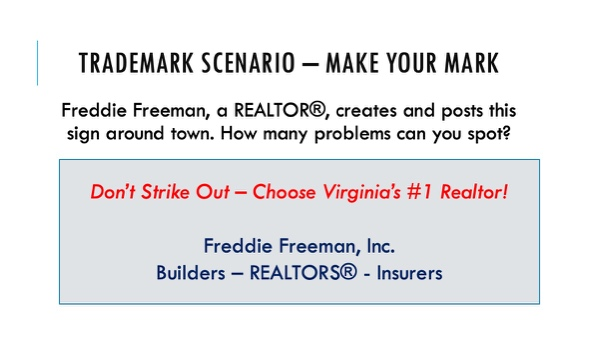 TRADEMARK SCENARIO – MAKE YOUR MARK
Freddie Freeman, a REALTOR®, creates and posts this
sign around town. How many problems can you spot?
Don't Strike Out – Choose Virginia's #1 Realtor!
Freddie Freeman, Inc.
Builders – REALTORS® - Insurers